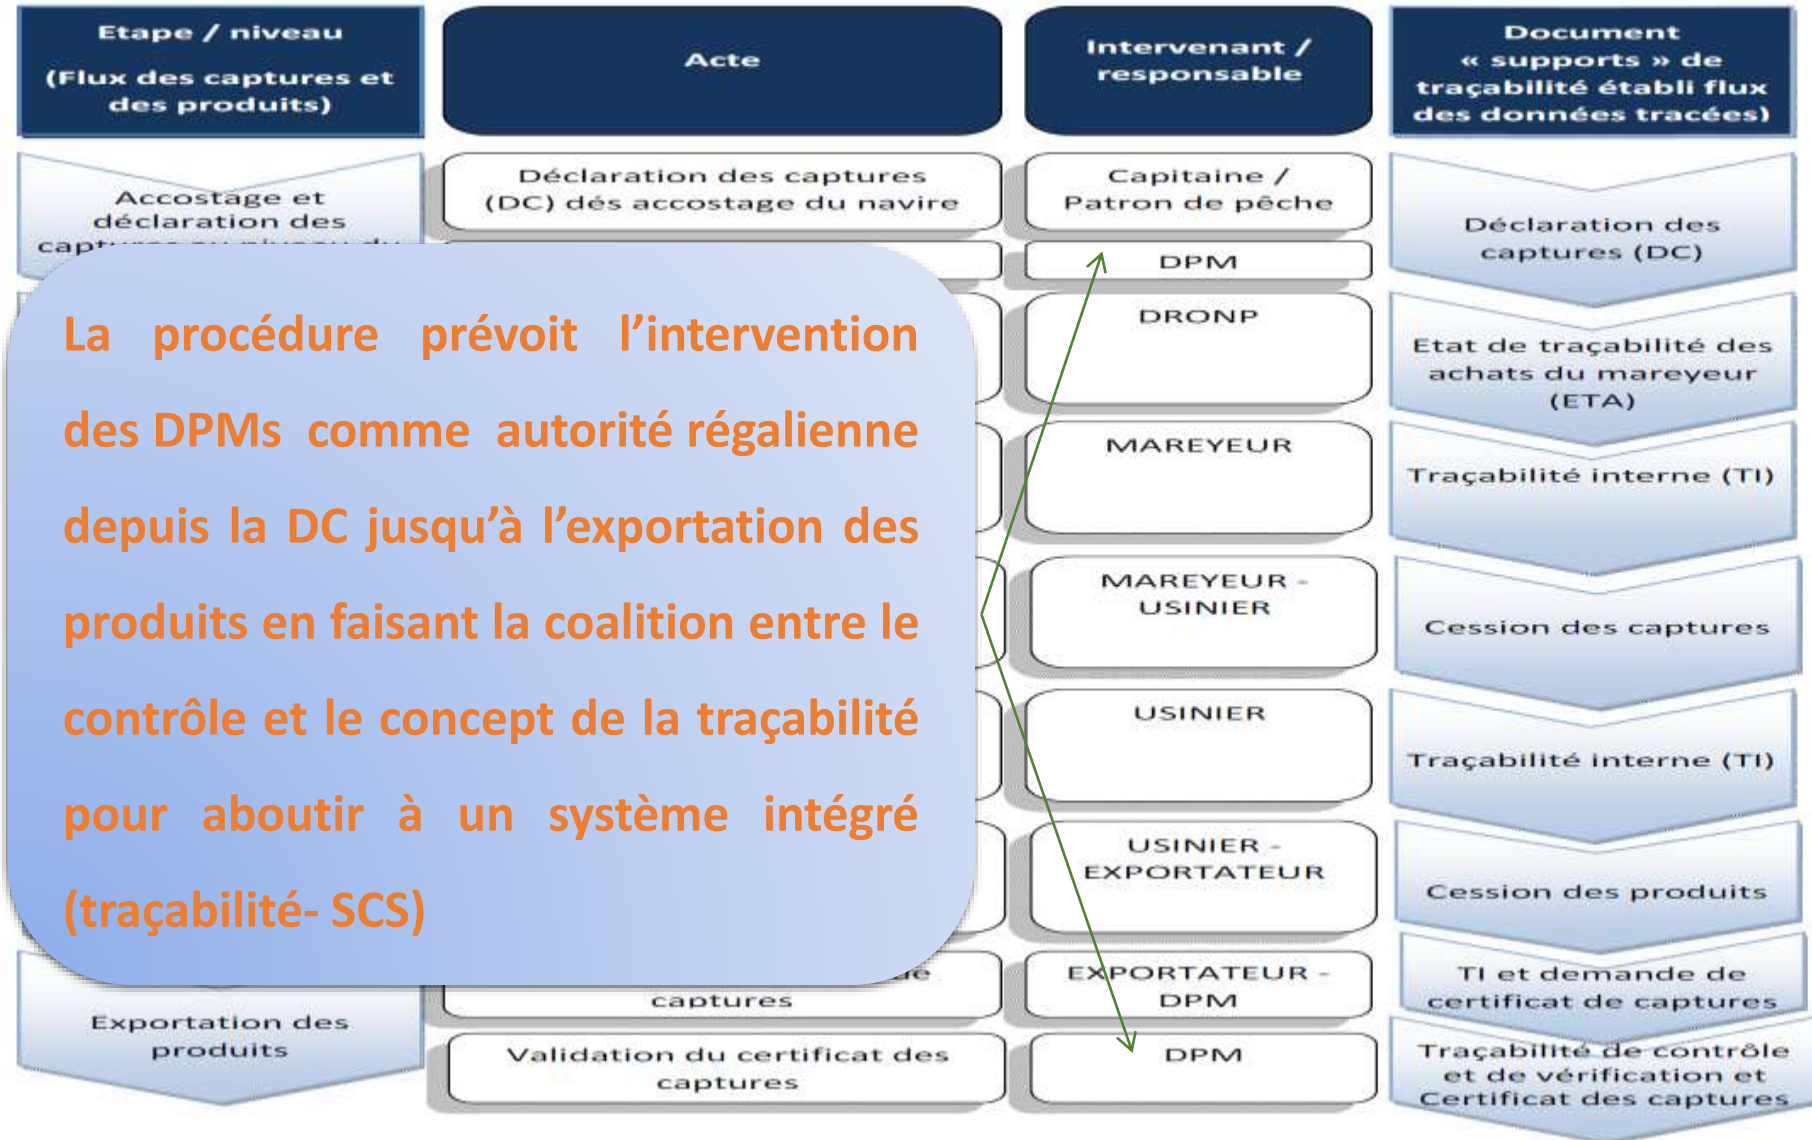 Etape / niveau
(Flux des captures et
des produits)
Acte
Intervenant /
responsable
Document
« supports » de
traçabilité établi flux
des données tracées)
Accostage et
déclaration des
Déclaration des captures
(DC) dés accostage du navire
Capitaine /
Patron de pêche
DPM
Déclaration des
captures (DC)
La procédure prévoit l’intervention
des DPMs comme autorité régalienne
depuis la DC jusqu’à l’exportation des
produits en faisant la coalition entre le
contrôle et le concept de la traçabilité
pour aboutir à un système intégré
(traçabilité- SCS)
DRONP
Etat de traçabilité des
achats du mareyeur
(ETA)
MAREYEUR
Traçabilité interne (TI)
MAREYEUR -
USINIER
Cession des captures
USINIER
Traçabilité interne (TI)
USINIER -
EXPORTATEUR
Cession des produits
captures
EXPORTATEUR -
DPM
TI et demande de
certificat de captures
Exportation des
produits
Validation du certificat des
captures
DPM
Traçabilité de contrôle
et de vérification et
Certificat des captures